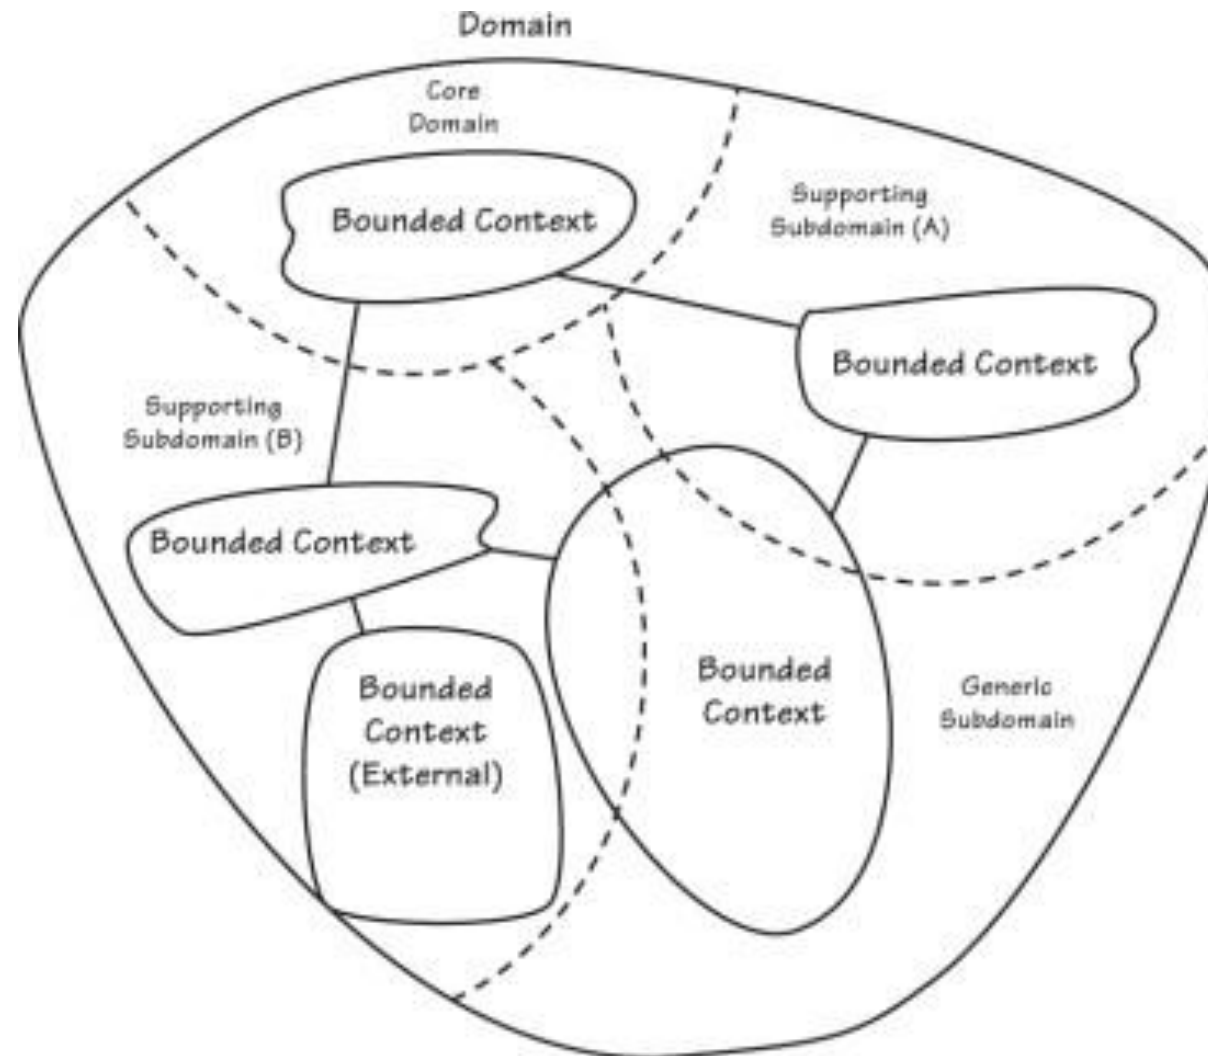 Domain
Core
Domain
Bounded Context
Supporting
Subdomain (A)
Bounded Context
Supporting
Subdomain (B)
Bounded Context
Bounded
Context
(External)
Bounded
Context
Generic
Subdomain